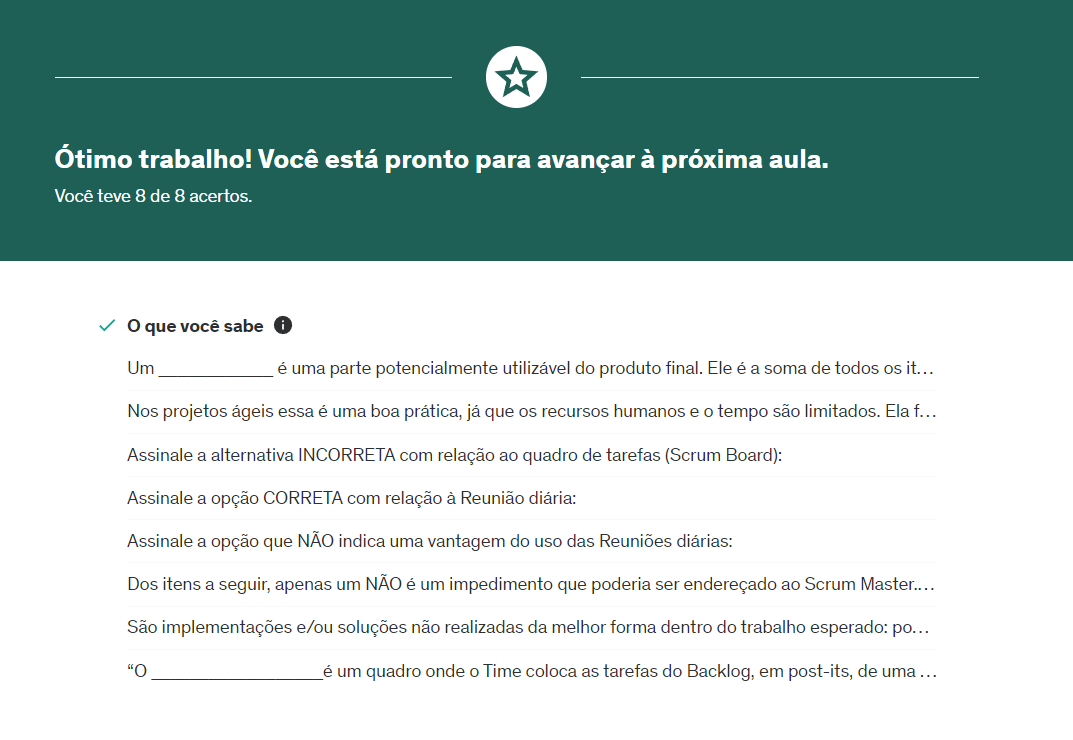 Ótimo trabalho! Você está pronto para avançar à próxima aula.
Você teve 8 de 8 acertos.
O que você sabe
Um _____________ é uma parte potencialmente utilizável do produto final. Ele é a soma de todos os it...
Nos projetos ágeis essa é uma boa prática, já que os recursos humanos e o tempo são limitados. Ela f...
Assinale a alternativa INCORRETA com relação ao quadro de tarefas (Scrum Board):
Assinale a opção CORRETA com relação à Reunião diária:
Assinale a opção que NÃO indica uma vantagem do uso das Reuniões diárias:
Dos itens a seguir, apenas um NÃO é um impedimento que poderia ser endereçado ao Scrum Master....
São implementações e/ou soluções não realizadas da melhor forma dentro do trabalho esperado: po...
“O ____________________é um quadro onde o Time coloca as tarefas do Backlog, em post-its, de uma ...